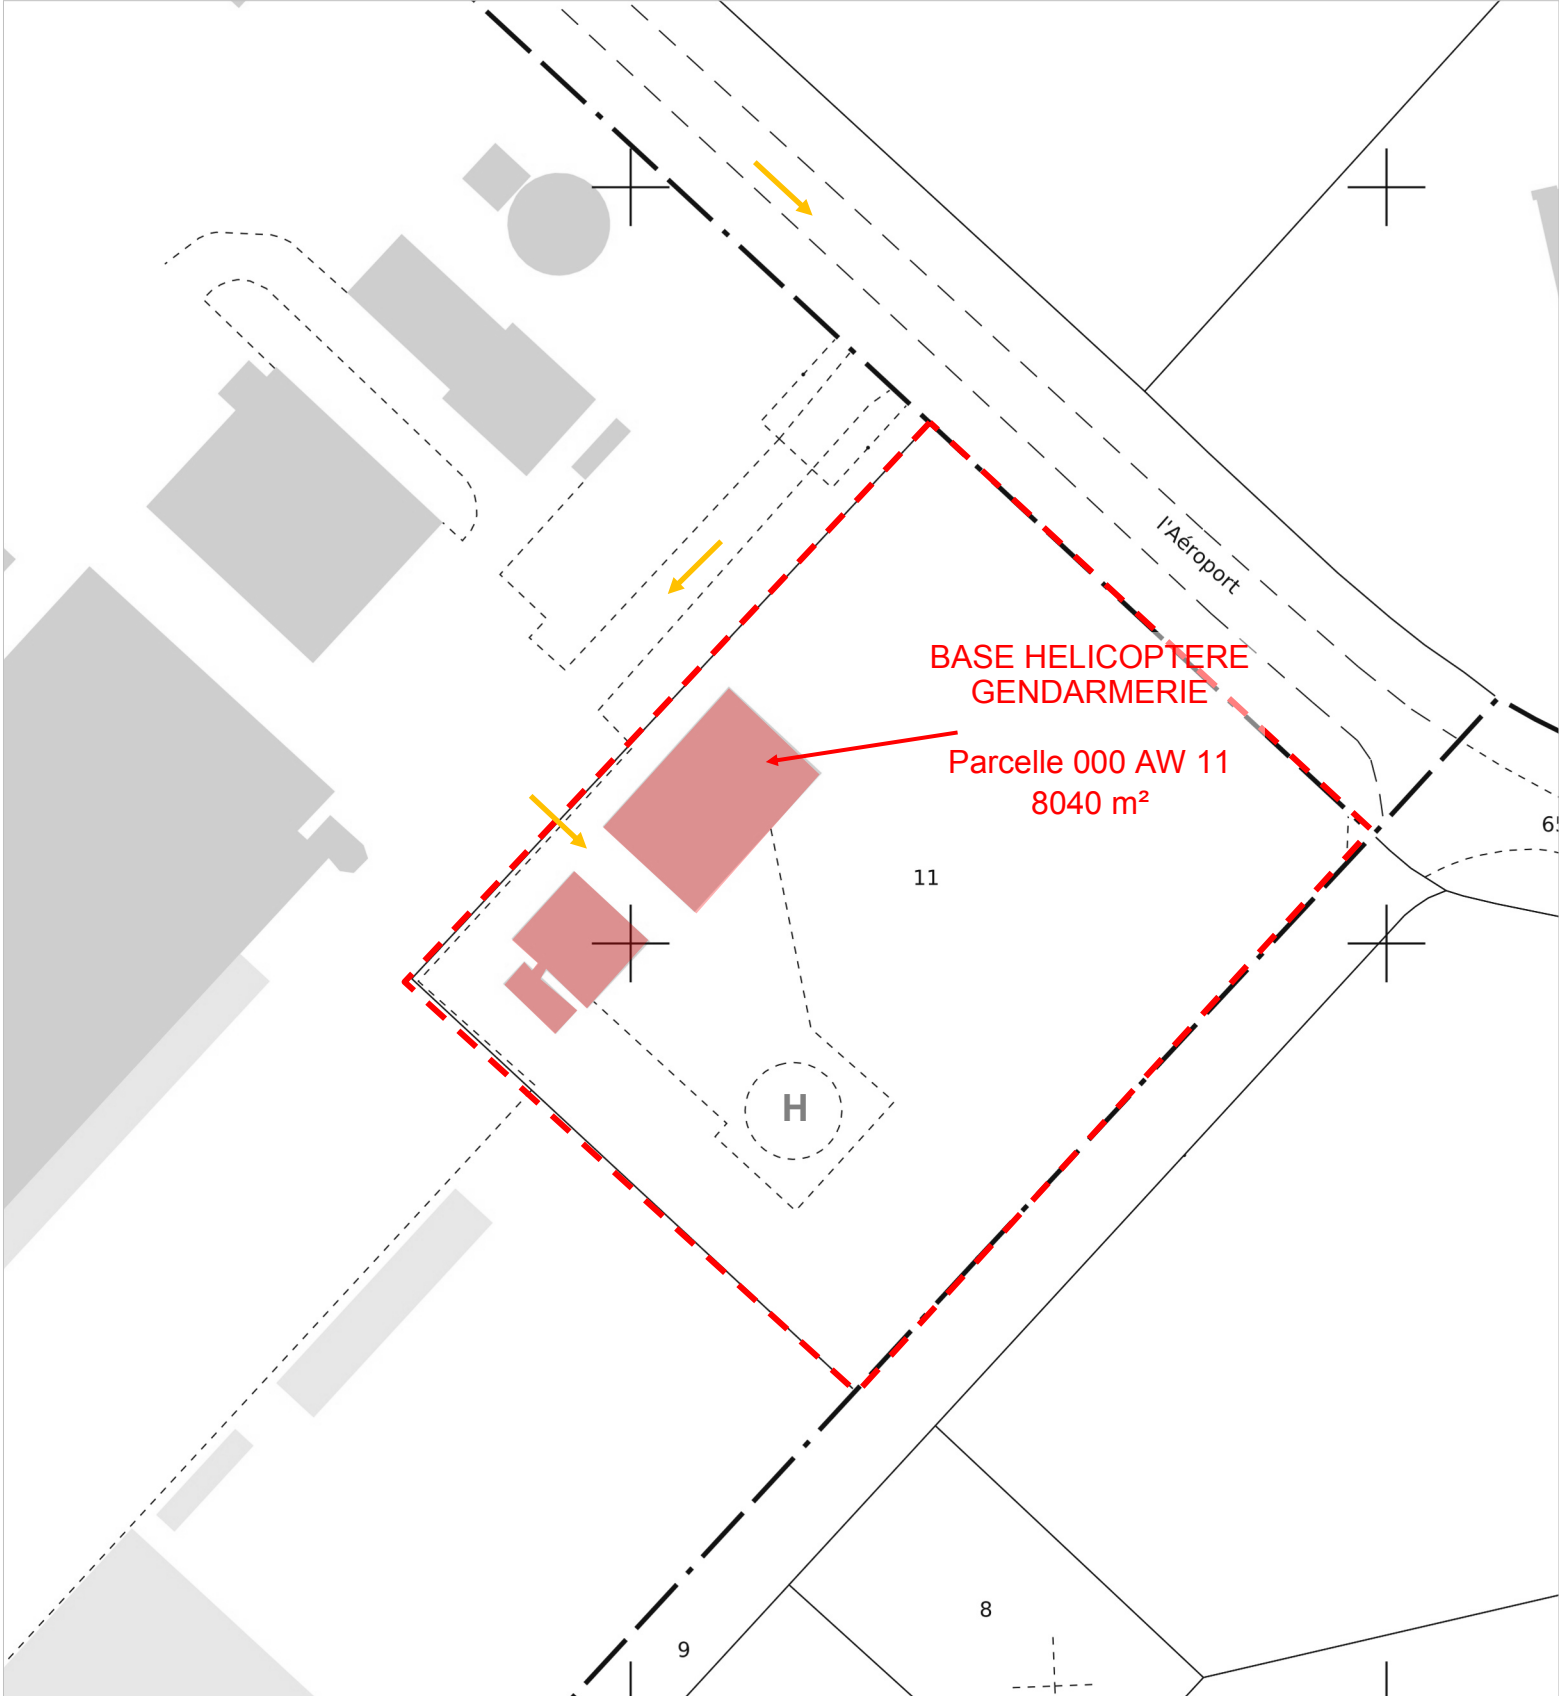 l'Aéroport
BASE HELICOPTERE
GENDARMERIE
Parcelle 000 AW 11
8040 m²
11
H
8
9